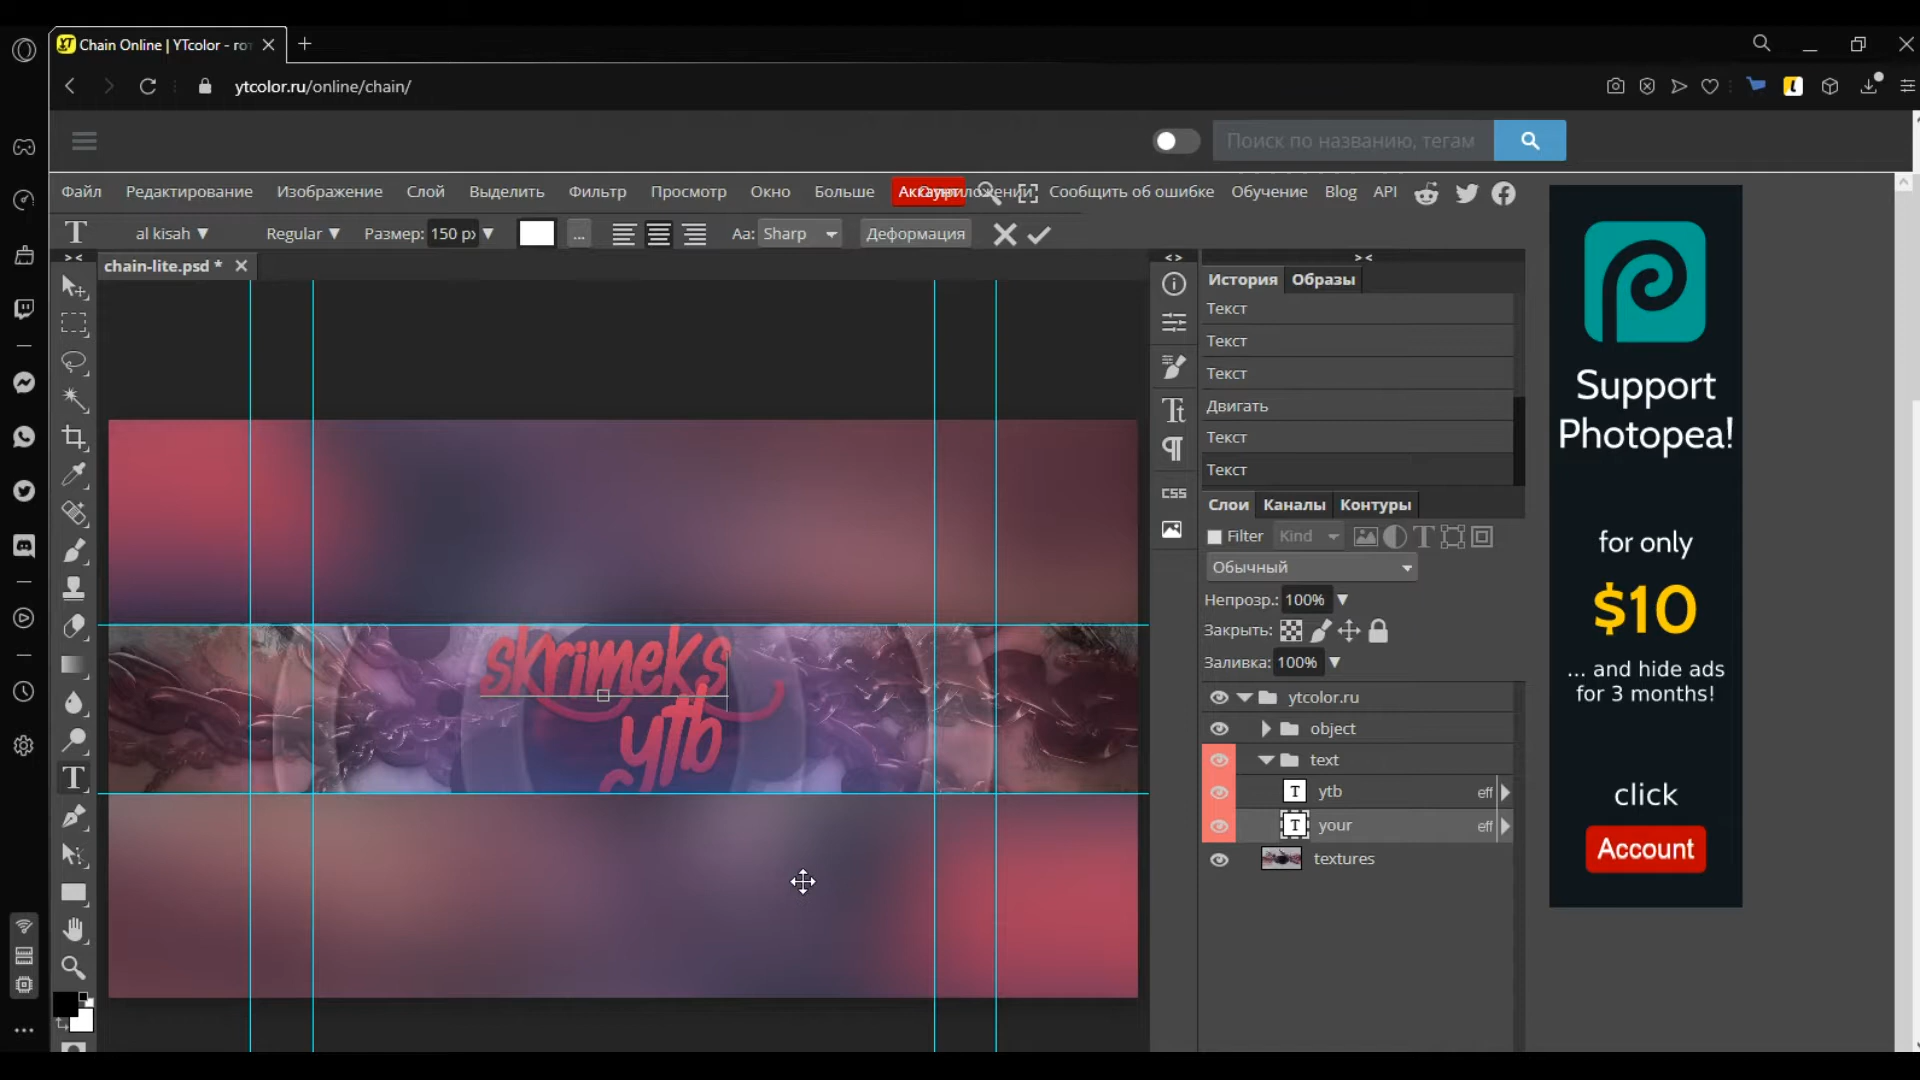 Chain Online | YTcolor - гот
ytcolor.ru/online/chain/
Поиск по названию, тегам
Файл Редактирование Изображение Слой Выделить Фильтр Просмотр Окно Больше Аккаунт О приложении Сообщить об ошибке Обучение Blog API
T al kisah ▼ Regular ▼ Размер: 150 px ▼ ... Aa: Sharp Деформация
chain-lite.psd *
История Образы
Текст
Текст
Текст
Двигать
Текст
Текст
CSS
Слои Каналы Контуры
Filter Kind
Обычный
Непрозр.: 100% ▼
Закрыть:
Заливка: 100% ▼
ytcolor.ru
object
text
ytb eff
your eff
textures
skrimeks
ytb
Support
Photopea!
for only
$10
... and hide ads
for 3 months!
click
Account